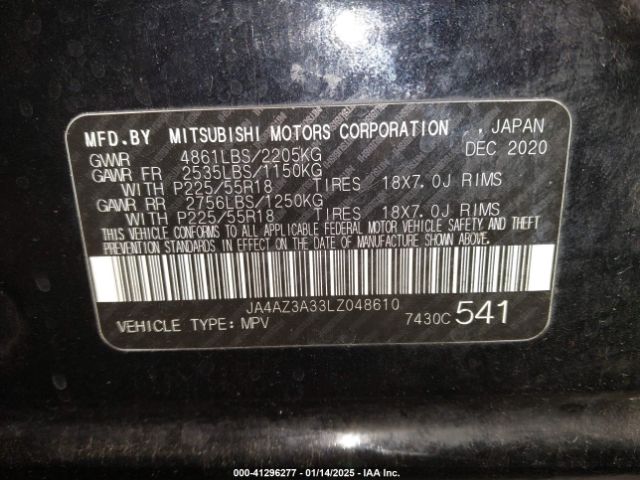 MFD.BY MITSUBISHI MOTORS CORPORATION , JAPAN
GVWR 4861LBS/2205KG DEC 2020
GAWR FR 2535LBS/1150KG
WITH P225/55R18 TIRES 18X7.0J RIMS
GAWR RR 2756LBS/1250KG
WITH P225/55R18 TIRES 18X7.0J RIMS
THIS VEHICLE CONFORMS TO ALL APPLICABLE FEDERAL MOTOR VEHICLE SAFETY AND THEFT
PREVENTION STANDARDS IN EFFECT ON THE DATE OF MANUFACTURE SHOWN ABOVE.
JA4AZ3A33LZ048610
VEHICLE TYPE: MPV 7430C 541
000-41296277 - 01/14/2025 - IAA Inc.